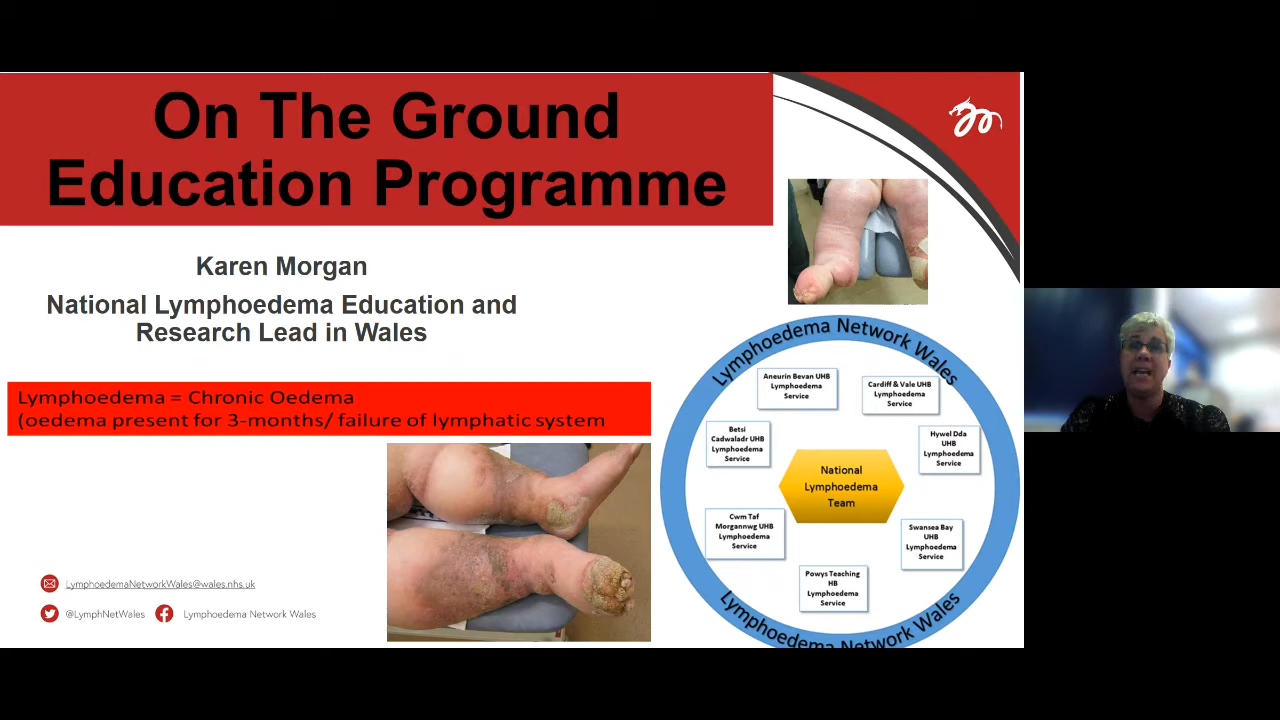 On The Ground
Education Programme
Karen Morgan
National Lymphoedema Education and
Research Lead in Wales
Lymphoedema = Chronic Oedema
(oedema present for 3-months/ failure of lymphatic system
LymphoedemaNetworkWales@wales.nhs.uk
@LymphNetWales
Lymphoedema Network Wales
Lymphoedema Network Wales
Aneurin Bevan UHB
Lymphoedema
Service
Cardiff & Vale UHB
Lymphoedema
Service
Betsi
Cadwaladr UHB
Lymphoedema
Service
Hywel Dda
UHB
Lymphoedema
Service
National
Lymphoedema
Team
Cwm Taf
Morgannwg UHB
Lymphoedema
Service
Swansea Bay
UHB
Lymphoedema
Service
Powys Teaching
HB
Lymphoedema
Service
Lymphoedema Network Wales